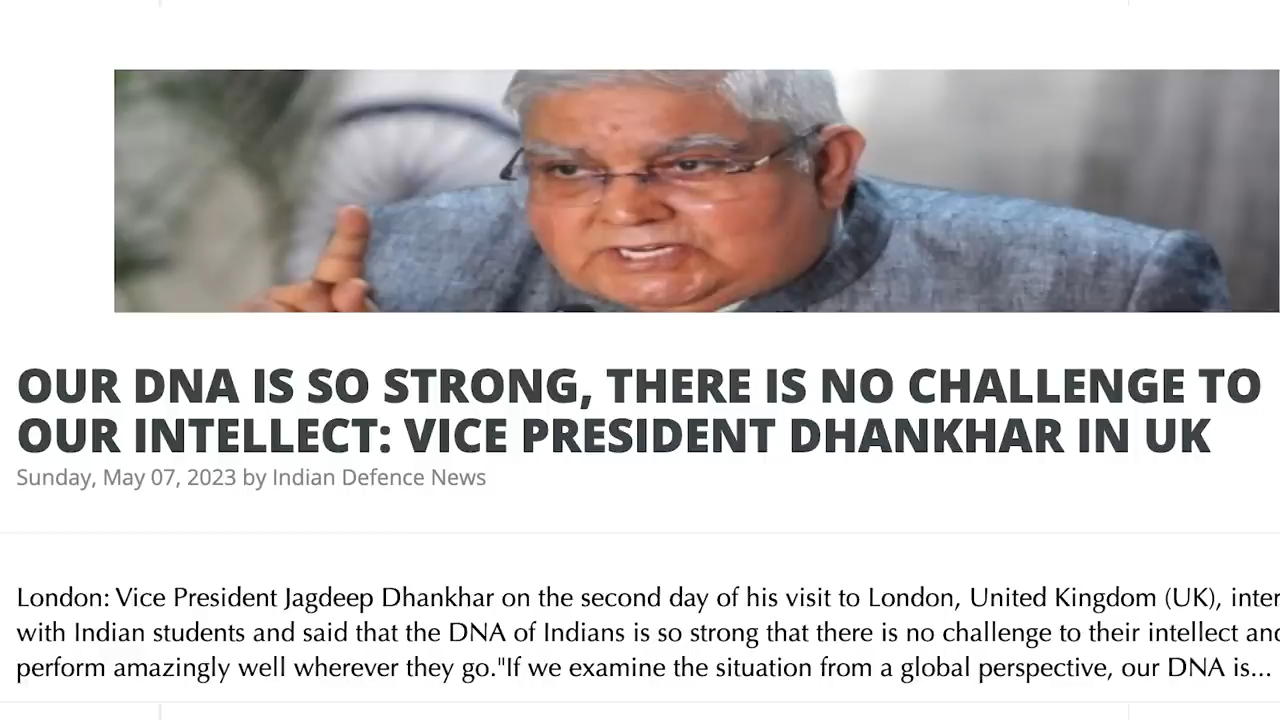 OUR DNA IS SO STRONG, THERE IS NO CHALLENGE TO
OUR INTELLECT: VICE PRESIDENT DHANKHAR IN UK
Sunday, May 07, 2023 by Indian Defence News
London: Vice President Jagdeep Dhankhar on the second day of his visit to London, United Kingdom (UK),
with Indian students and said that the DNA of Indians is so strong that there is no challenge to their intellect
perform amazingly well wherever they go."If we examine the situation from a global perspective, our DNA is...